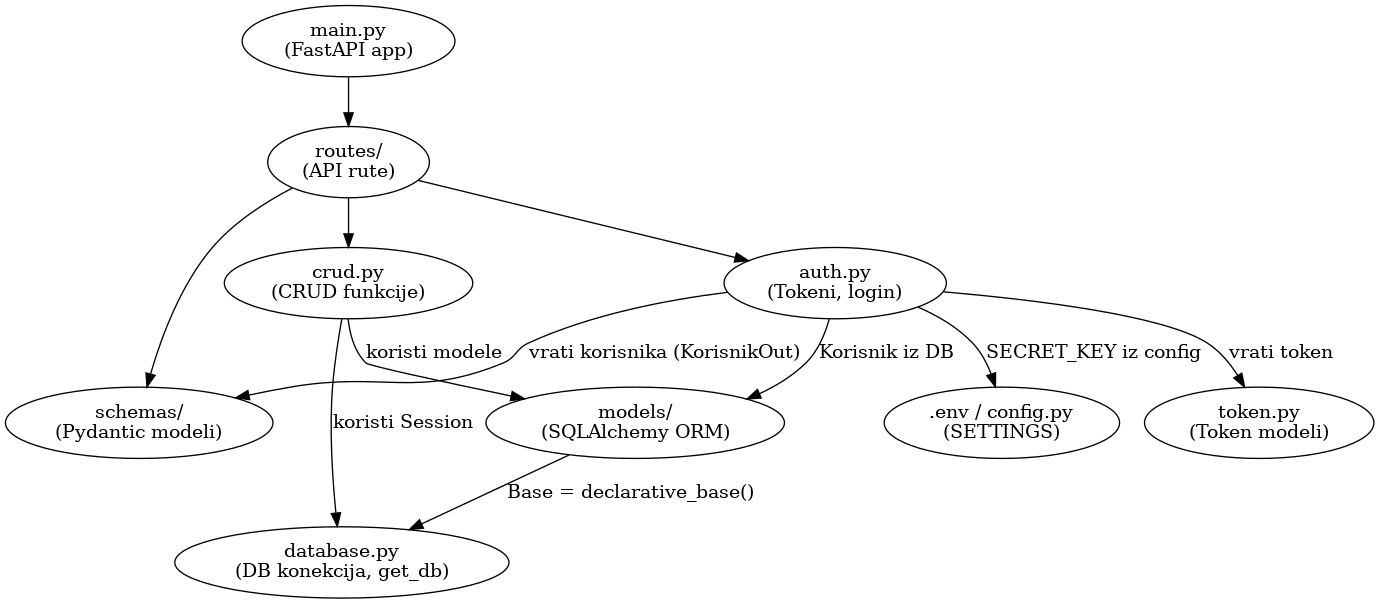 main.py
(FastAPI app)
routes/
(API rute)
crud.py
(CRUD funkcije)
auth.py
(Tokeni, login)
koristi modele
vrati korisnika (KorisnikOut)
Korisnik iz DB
SECRET_KEY iz config
vrati token
schemas/
(Pydantic modeli)
koristi Session
models/
(SQLAlchemy ORM)
.env / config.py
(SETTINGS)
token.py
(Token modeli)
Base = declarative_base()
database.py
(DB konekcija, get_db)